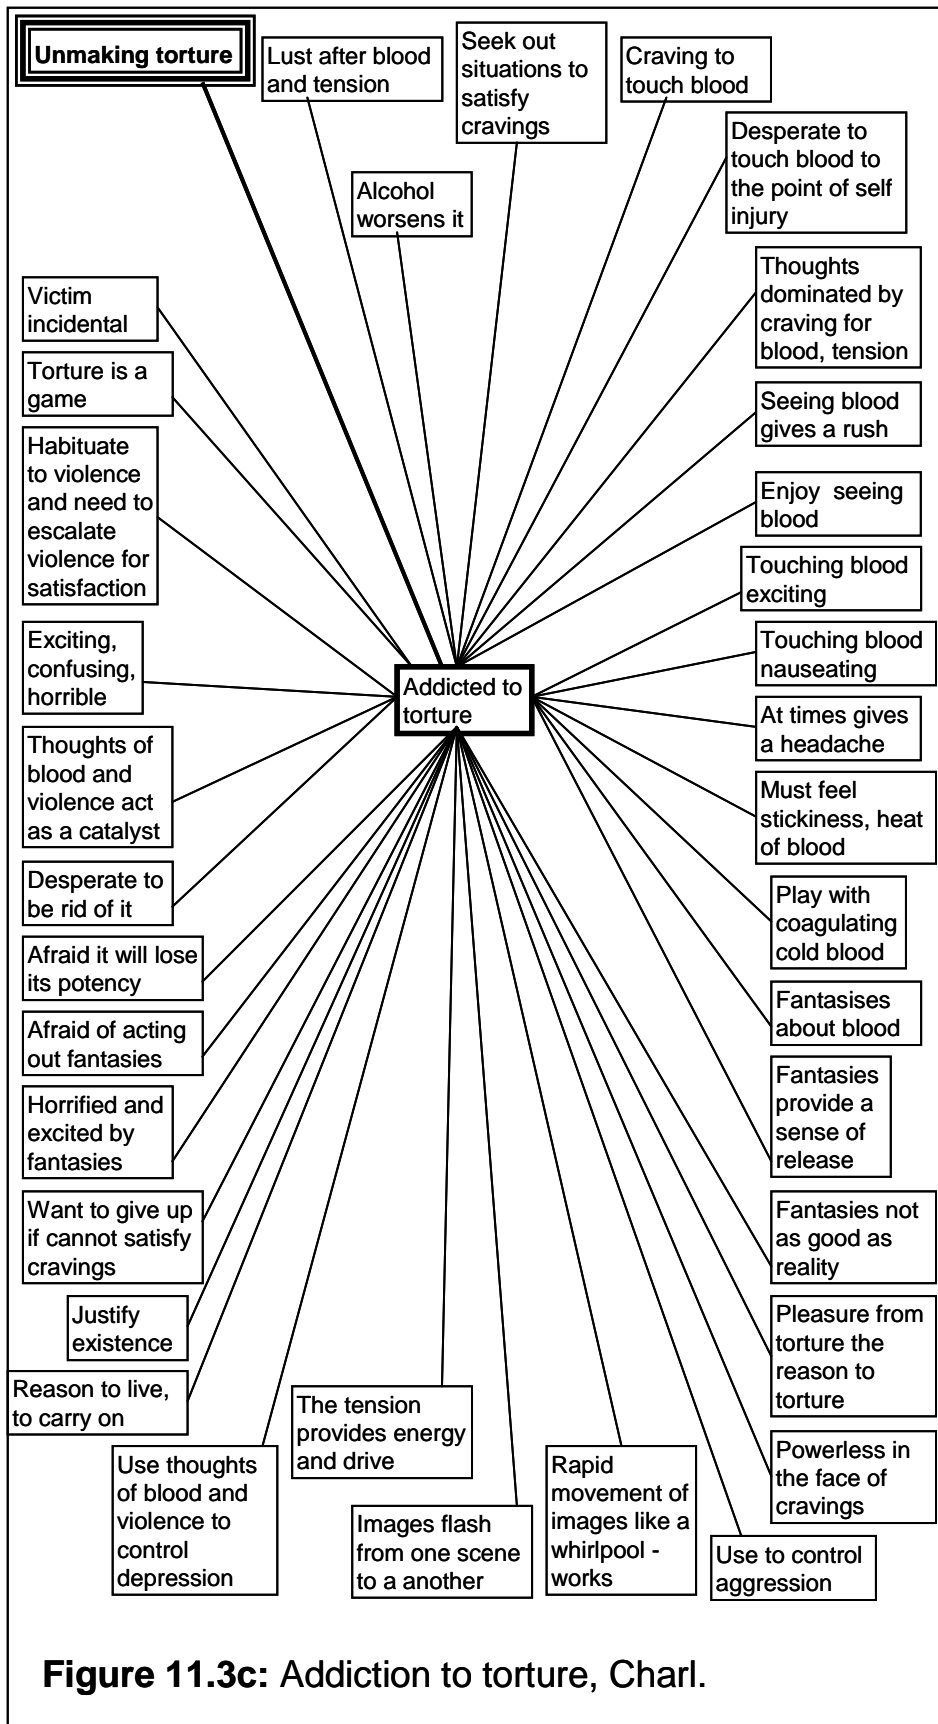 Unmaking torture
Lust after blood
and tension
Seek out
situations to
satisfy
cravings
Craving to
touch blood
Desperate to
touch blood to
the point of self
injury
Alcohol
worsens it
Thoughts
dominated by
craving for
blood, tension
Victim
incidental
Torture is a
game
Seeing blood
gives a rush
Habituate
to violence
and need to
escalate
violence for
satisfaction
Enjoy seeing
blood
Touching blood
exciting
Exciting,
confusing,
horrible
Touching blood
nauseating
Addicted to
torture
At times gives
a headache
Thoughts of
blood and
violence act
as a catalyst
Must feel
stickiness, heat
of blood
Desperate to
be rid of it
Play with
coagulating
cold blood
Afraid it will lose
its potency
Fantasises
about blood
Afraid of acting
out fantasies
Fantasies
provide a
sense of
release
Horrified and
excited by
fantasies
Want to give up
if cannot satisfy
cravings
Fantasies not
as good as
reality
Justify
existence
Pleasure from
torture the
reason to
torture
Reason to live,
to carry on
The tension
provides energy
and drive
Powerless in
the face of
cravings
Use thoughts
of blood and
violence to
control
depression
Rapid
movement of
images like a
whirlpool -
works
Images flash
from one scene
to a another
Use to control
aggression
Figure 11.3c: Addiction to torture, Charl.